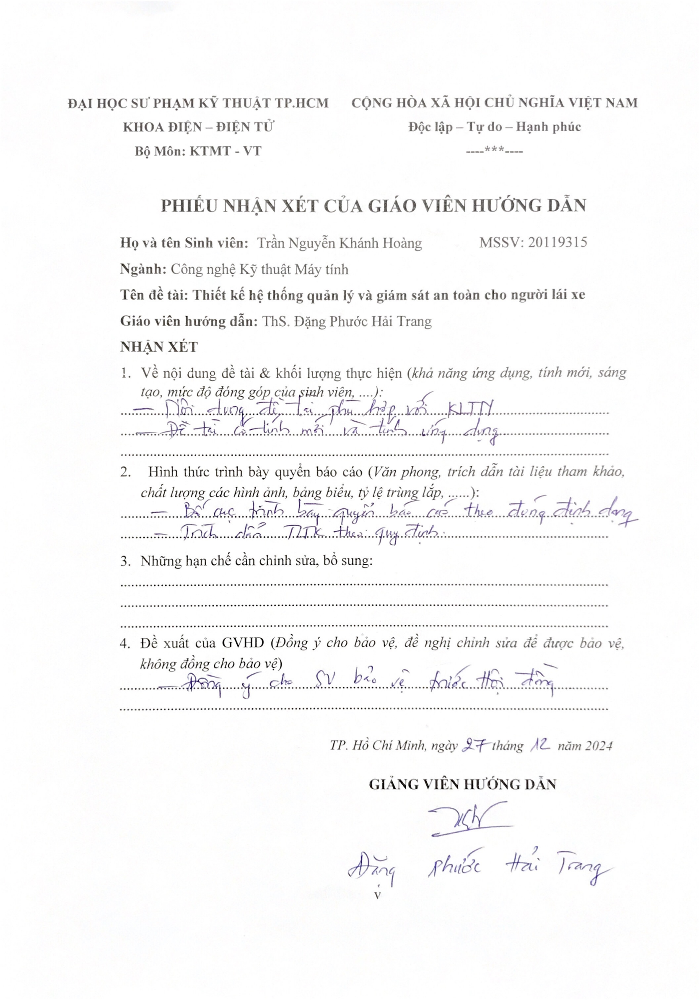 ĐẠI HỌC SƯ PHẠM KỸ THUẬT TP.HCM
KHOA ĐIỆN – ĐIỆN TỬ
Bộ Môn: KTMT - VT
CỘNG HÒA XÃ HỘI CHỦ NGHĨA VIỆT NAM
Độc lập – Tự do – Hạnh phúc
----***----
PHIẾU NHẬN XÉT CỦA GIÁO VIÊN HƯỚNG DẪN
Họ và tên Sinh viên: Trần Nguyễn Khánh Hoàng MSSV: 20119315
Ngành: Công nghệ Kỹ thuật Máy tính
Tên đề tài: Thiết kế hệ thống quản lý và giám sát an toàn cho người lái xe
Giáo viên hướng dẫn: ThS. Đặng Phước Hải Trang
NHẬN XÉT
1. Về nội dung đề tài & khối lượng thực hiện (khả năng ứng dụng, tính mới, sáng
tạo, mức độ đóng góp của sinh viên, ....):
– Nội dung đề tài phù hợp với KLTN
– Đề tài có tính mới và tính ứng dụng
2. Hình thức trình bày quyển báo cáo (Văn phong, trích dẫn tài liệu tham khảo,
chất lượng các hình ảnh, bảng biểu, tỷ lệ trùng lắp, ......):
– Bố cục trình bày quyển báo cáo theo đúng định dạng
– Trích dẫn TLTK theo quy định.
3. Những hạn chế cần chỉnh sửa, bổ sung:
4. Đề xuất của GVHD (Đồng ý cho bảo vệ, đề nghị chỉnh sửa để được bảo vệ,
không đồng cho bảo vệ)
– Đồng ý cho SV bảo vệ trước Hội đồng
TP. Hồ Chí Minh, ngày 27 tháng 12 năm 2024
GIẢNG VIÊN HƯỚNG DẪN
Đặng Phước Hải Trang
v